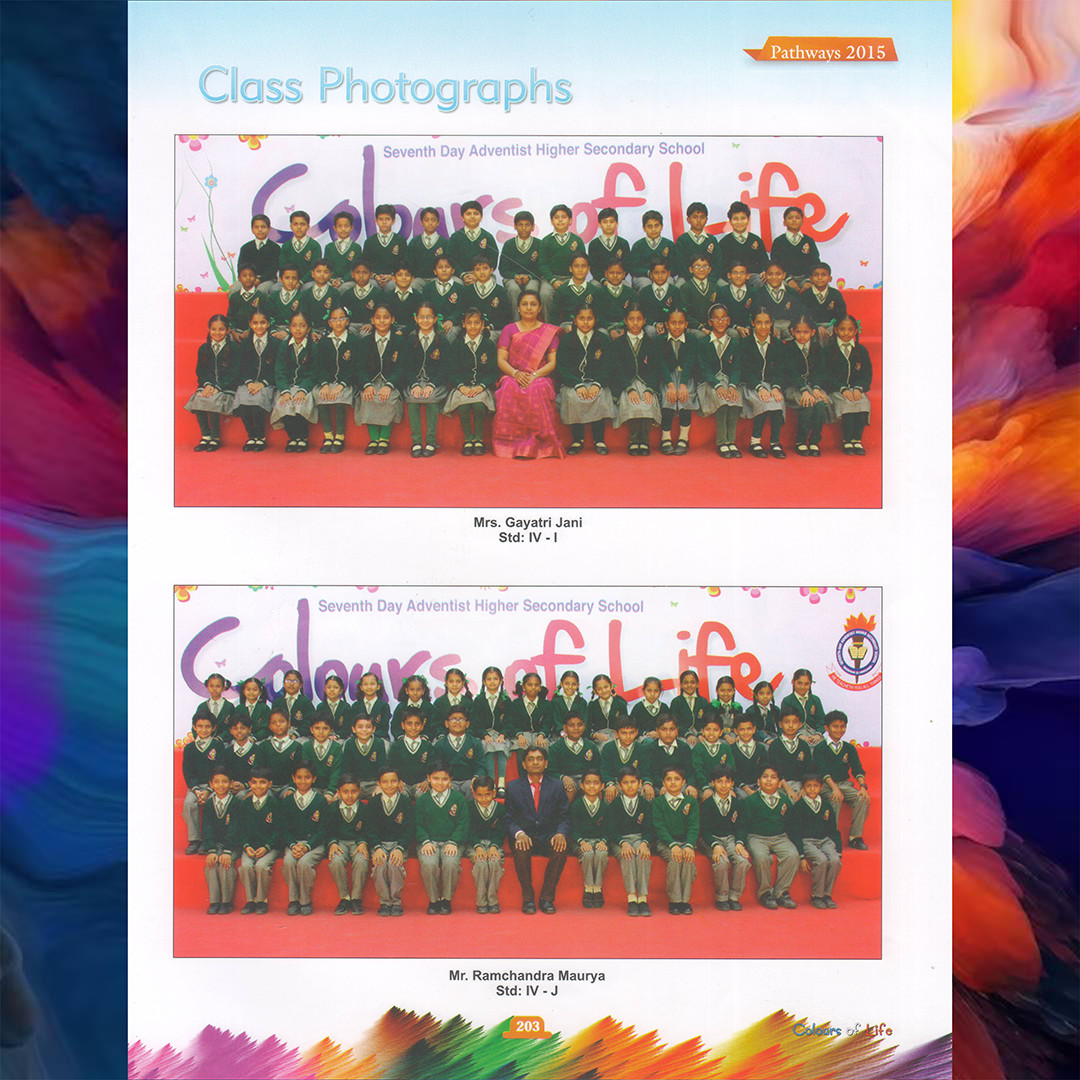 Pathways 2015
Class Photographs
Seventh Day Adventist Higher Secondary School
Colours of Life
Mrs. Gayatri Jani
Std: IV - I
Seventh Day Adventist Higher Secondary School
Colours of Life
Mr. Ramchandra Maurya
Std: IV - J
203
Colours of Life